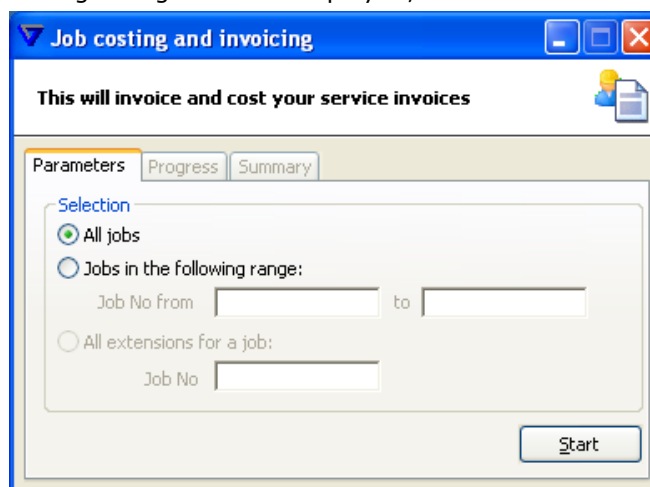 Job costing and invoicing
This will invoice and cost your service invoices
Parameters Progress Summary
Selection
All jobs
Jobs in the following range:
Job No from to
All extensions for a job:
Job No
Start